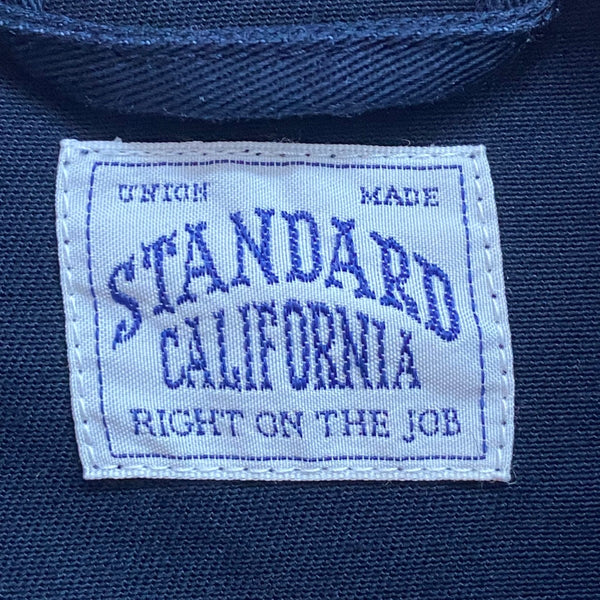 UNION MADE
STANDARD
CALIFORNIA
RIGHT ON THE JOB